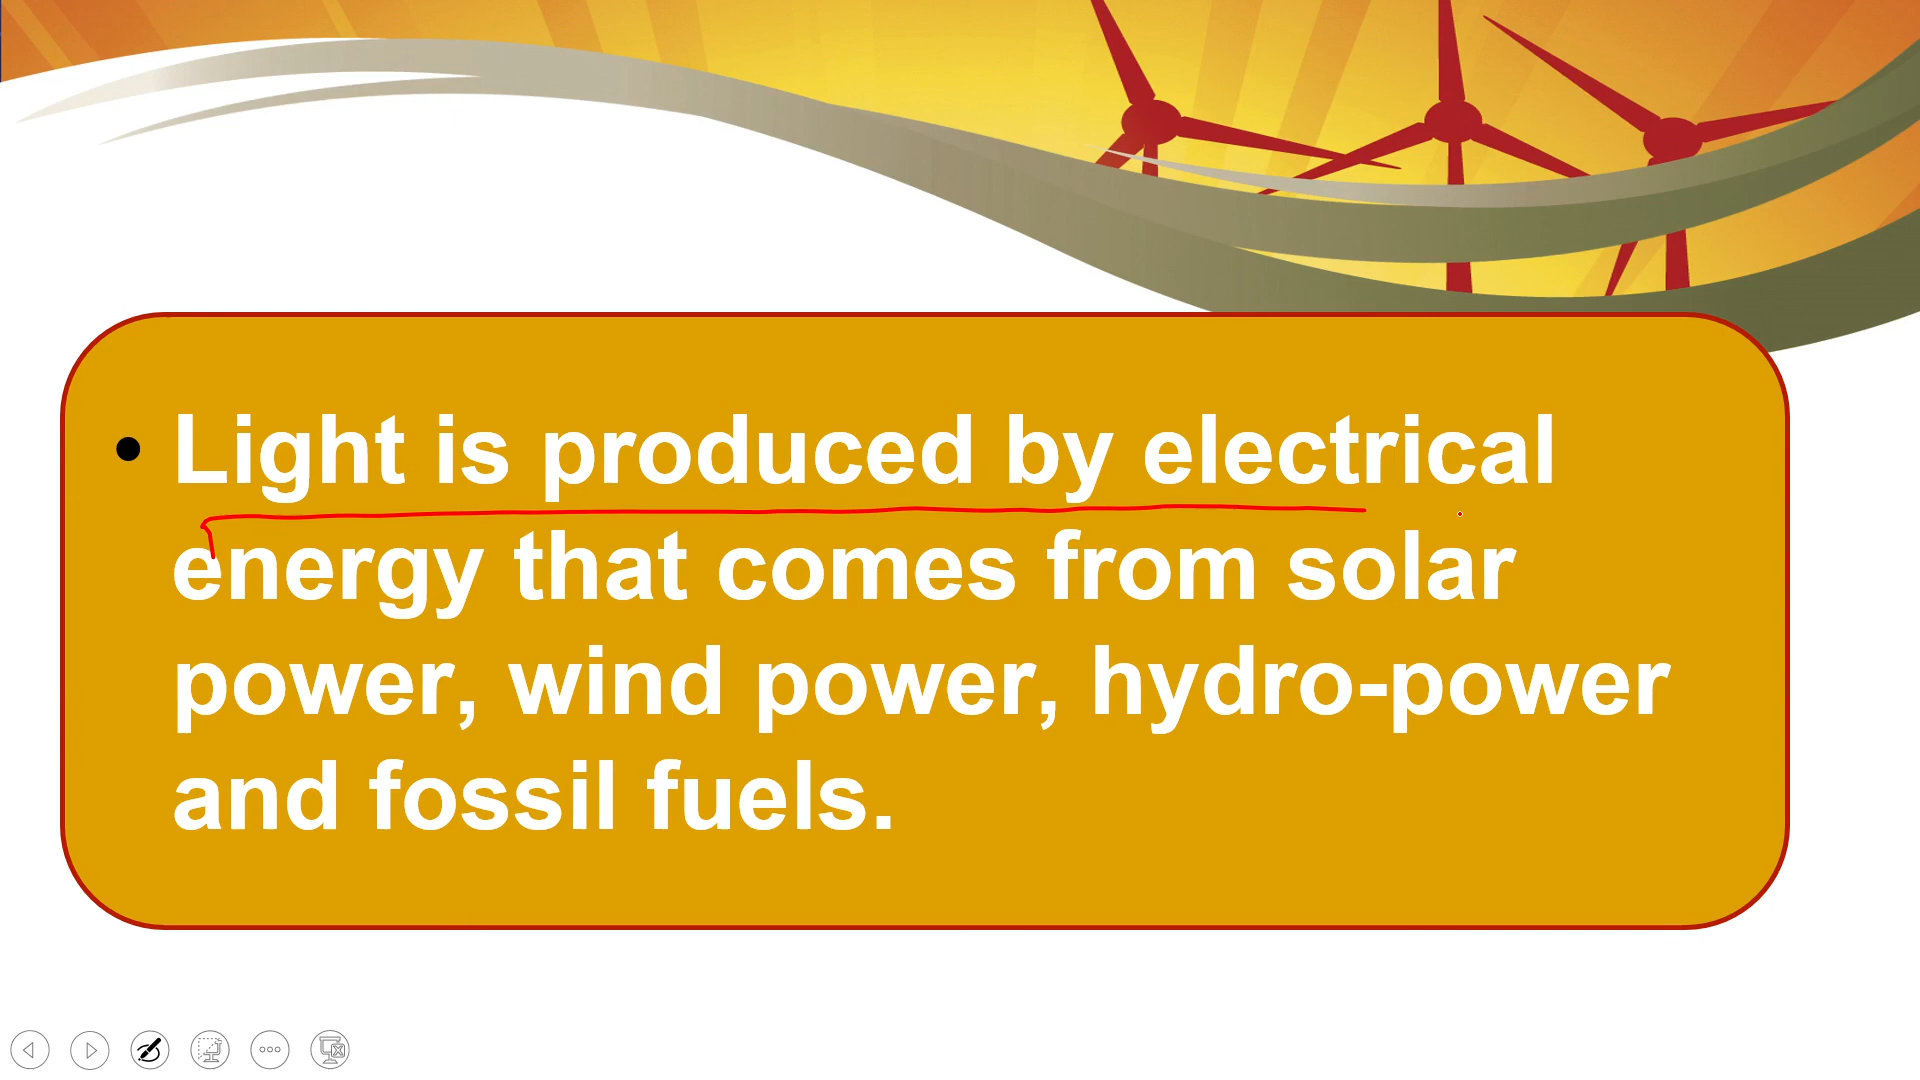 • Light is produced by electrical
energy that comes from solar
power, wind power, hydro-power
and fossil fuels.